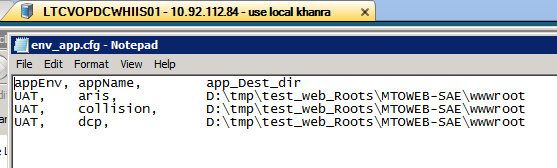 LTCVOPDCWHIIS01 - 10.92.112.84 - use local khanra
env_app.cfg - Notepad
File Edit Format View Help
appEnv, appName, app_Dest_dir
UAT, aris, D:\tmp\test_web_Roots\MTOWEB-SAE\wwwroot
UAT, collision, D:\tmp\test_web_Roots\MTOWEB-SAE\wwwroot
UAT, dcp, D:\tmp\test_web_Roots\MTOWEB-SAE\wwwroot